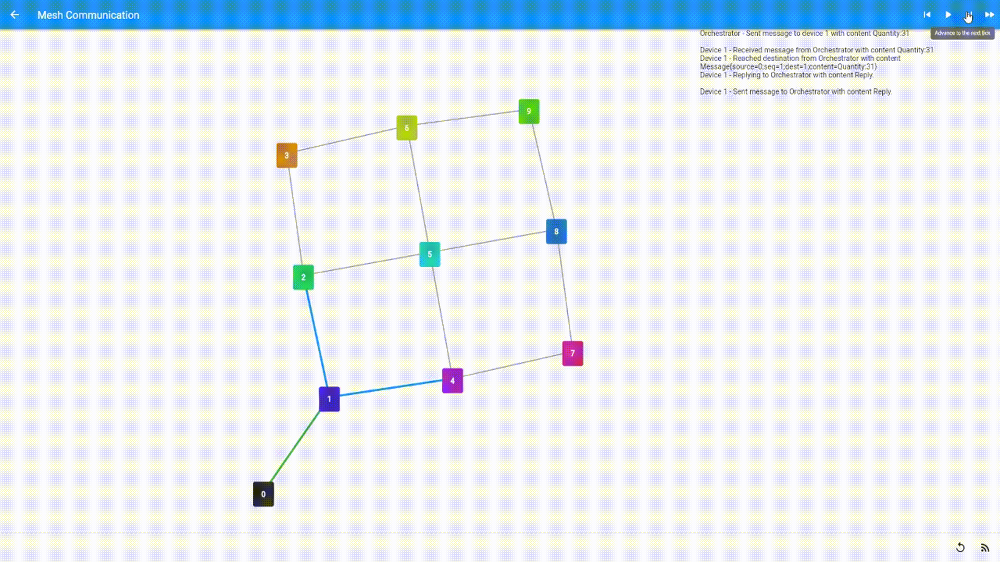 Mesh Communication
Advance to the next tick
Orchestrator - Sent message to device 1 with content Quantity:31
Device 1 - Received message from Orchestrator with content Quantity:31
Device 1 - Reached destination from Orchestrator with content
Message{source=0;seq=1;dest=1;content=Quantity:31}
Device 1 - Replying to Orchestrator with content Reply.
Device 1 - Sent message to Orchestrator with content Reply.
9
6
3
8
5
2
7
4
1
0